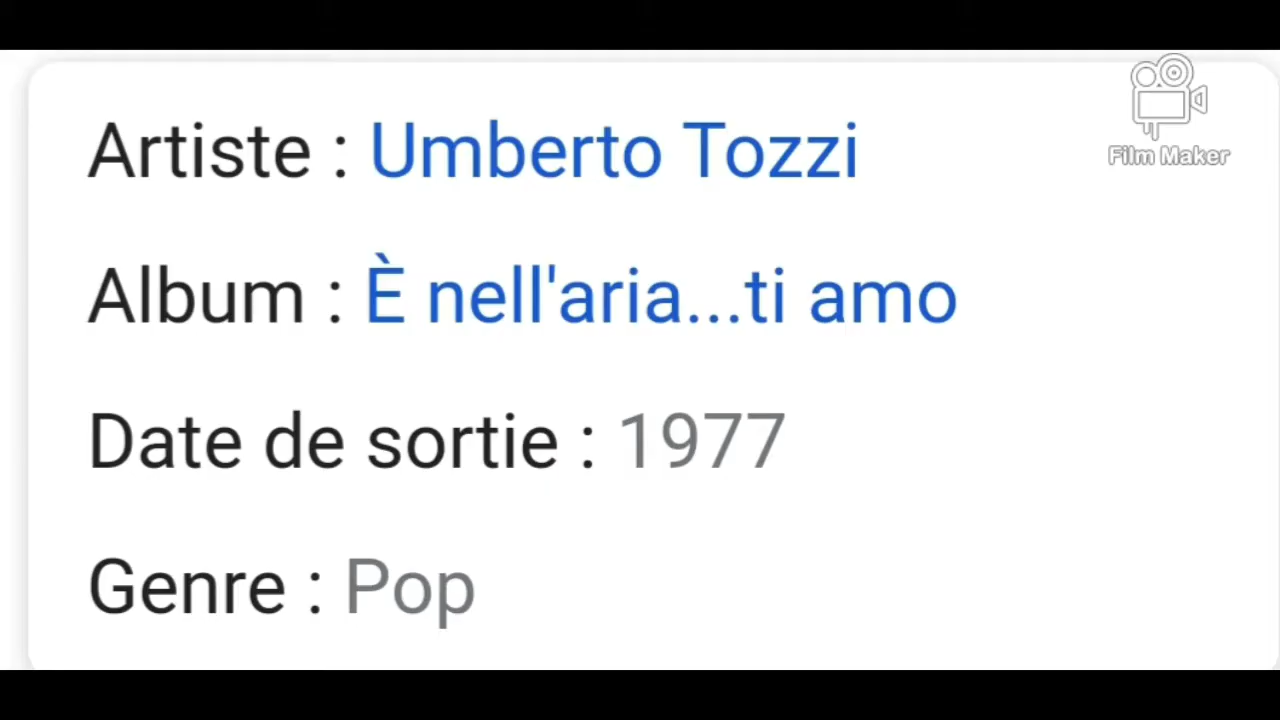 Artiste : Umberto Tozzi
Film Maker
Album : È nell'aria...ti amo
Date de sortie : 1977
Genre : Pop